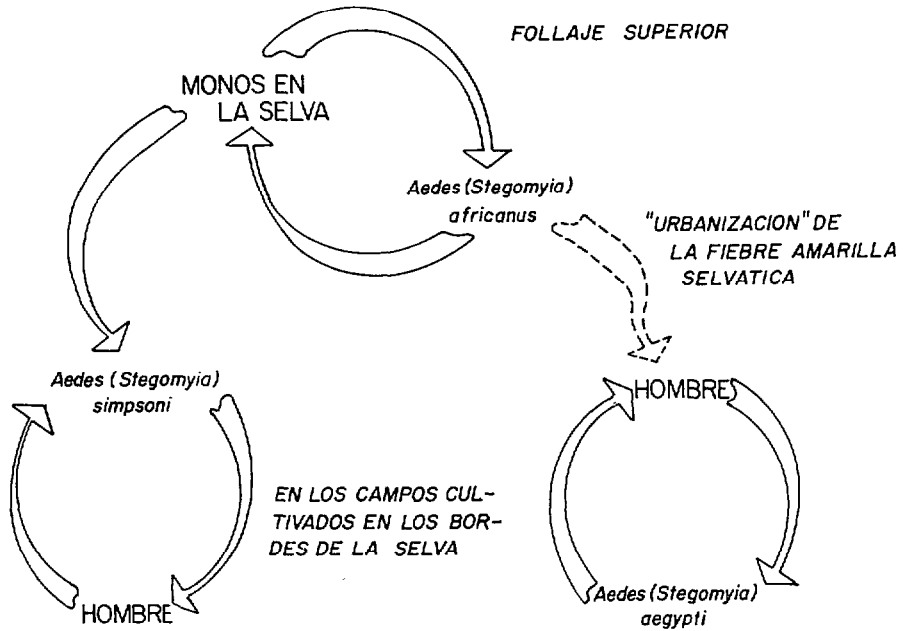 FOLLAJE SUPERIOR
MONOS EN
LA SELVA
Aedes (Stegomyia)
africanus
"URBANIZACION" DE
LA FIEBRE AMARILLA
SELVATICA
Aedes (Stegomyia)
simpsoni
HOMBRE
EN LOS CAMPOS CUL-
TIVADOS EN LOS BOR-
DES DE LA SELVA
HOMBRE
Aedes (Stegomyia)
aegypti